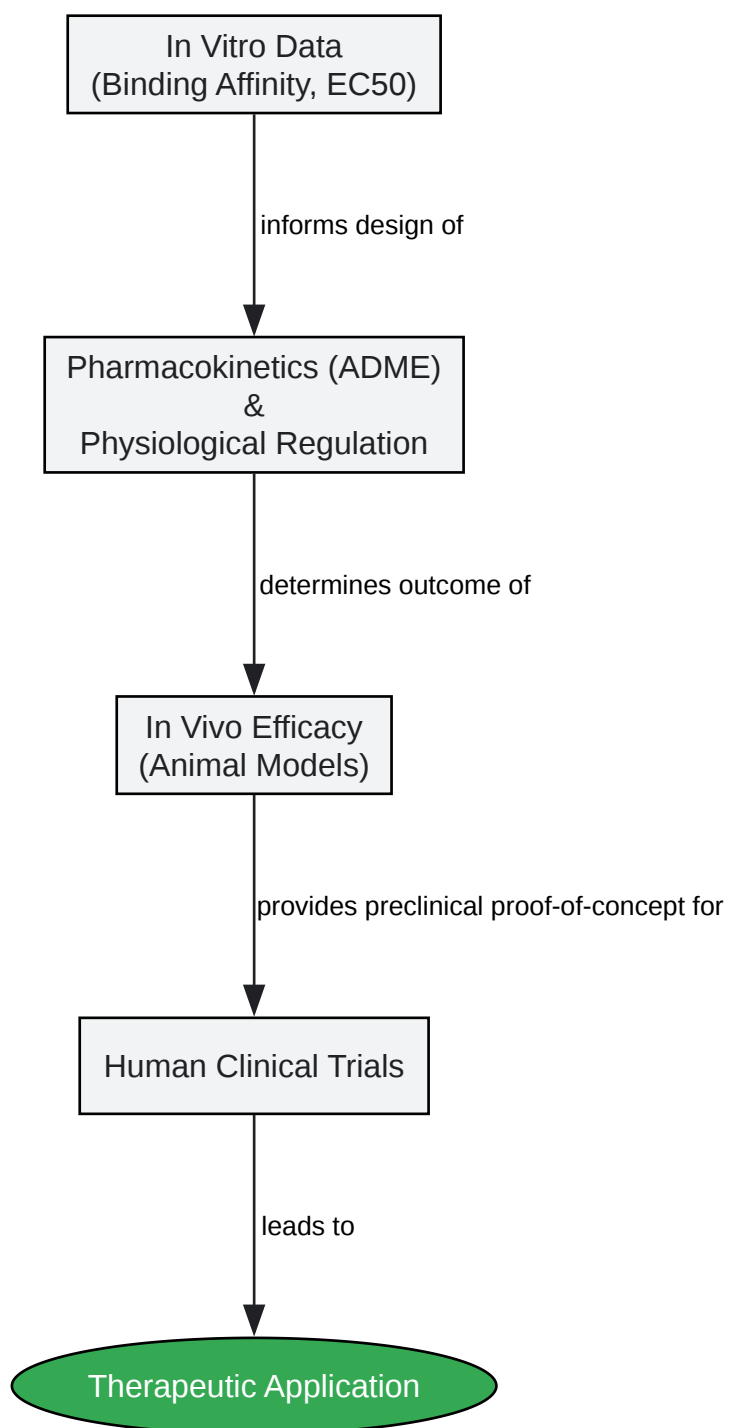 In Vitro Data
(Binding Affinity, EC50)
informs design of
Pharmacokinetics (ADME)
&
Physiological Regulation
determines outcome of
In Vivo Efficacy
(Animal Models)
provides preclinical proof-of-concept for
Human Clinical Trials
leads to
Therapeutic Application